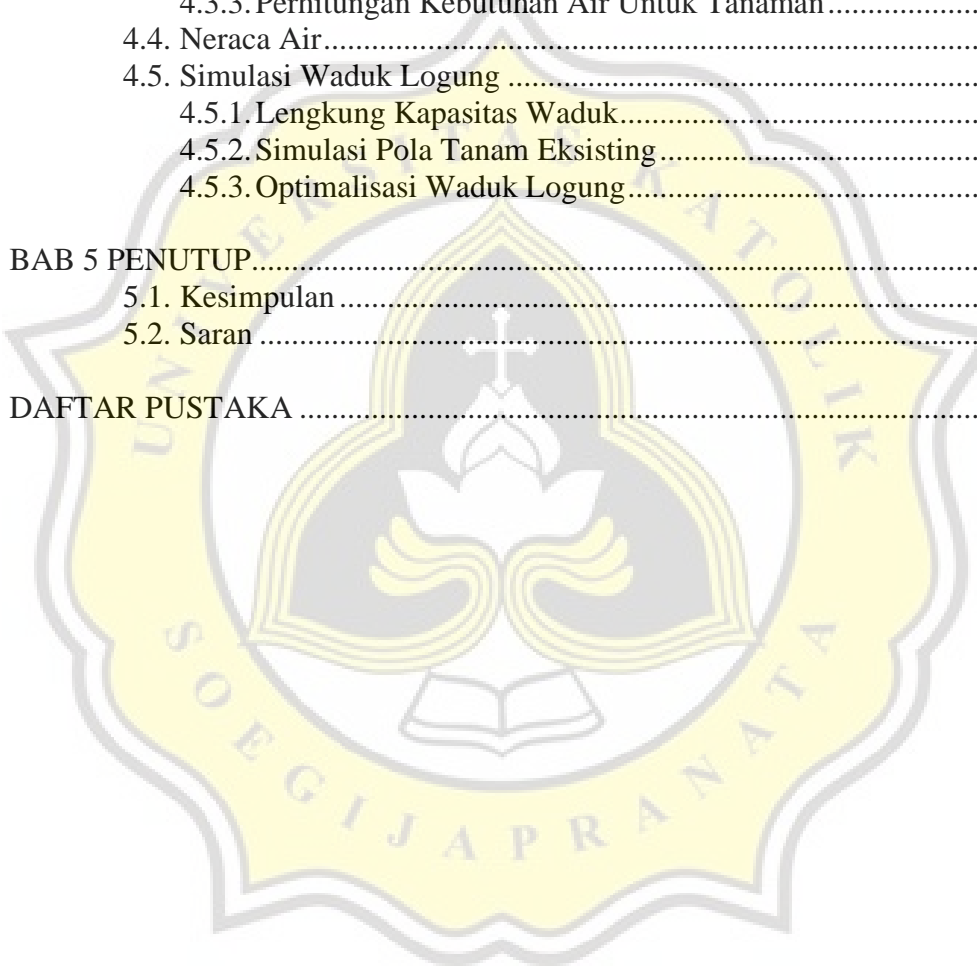 4.3.3. Perhitungan Kebutuhan Air Untuk Tanaman..................
4.4. Neraca Air..................................................................................
4.5. Simulasi Waduk Logung ..........................................................
4.5.1. Lengkung Kapasitas Waduk............................................
4.5.2. Simulasi Pola Tanam Eksisting.......................................
4.5.3. Optimalisasi Waduk Logung...........................................
BAB 5 PENUTUP...........................................................................................
5.1. Kesimpulan ................................................................................
5.2. Saran ..........................................................................................
DAFTAR PUSTAKA .....................................................................................
UNIVERSITAS KATOLIK
SOEGIJAPRANATA